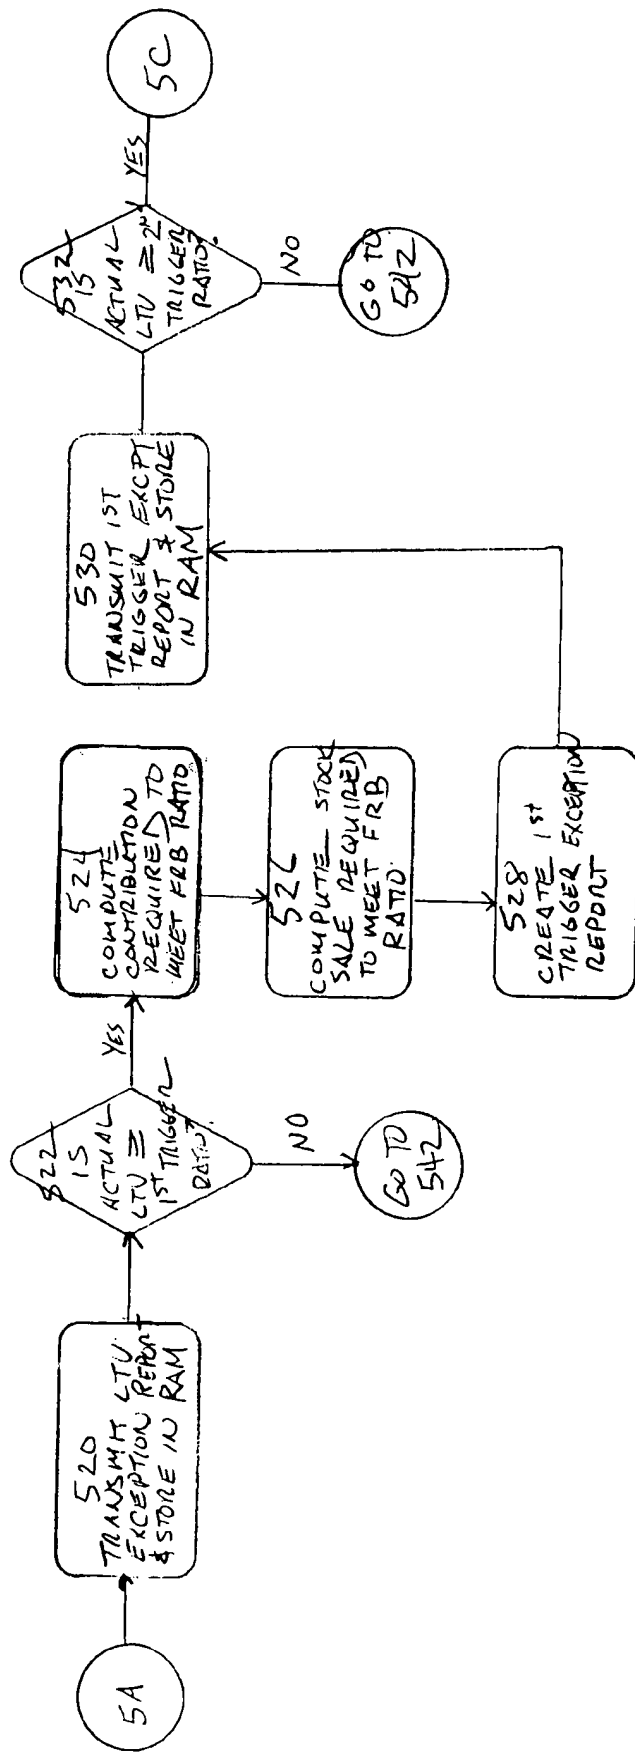 5A
520
TRANSMIT LTV
EXCEPTION REPORT
& STORE IN RAM
522
IS
ACTUAL
LTV ≥
1ST TRIGGER
RATIO?
YES
NO
GO TO
542
524
COMPUTE
CONTRIBUTION
REQUIRED TO
MEET FRB RATIO
526
COMPUTE STOCK
SALE REQUIRED
TO MEET FRB
RATIO
528
CREATE 1st
TRIGGER EXCEPTION
REPORT
530
TRANSMIT 1ST
TRIGGER EXCPT
REPORT & STORE
IN RAM
532
IS
ACTUAL
LTV ≥ 2nd
TRIGGER
RATIO?
YES
NO
GO TO
542
5C